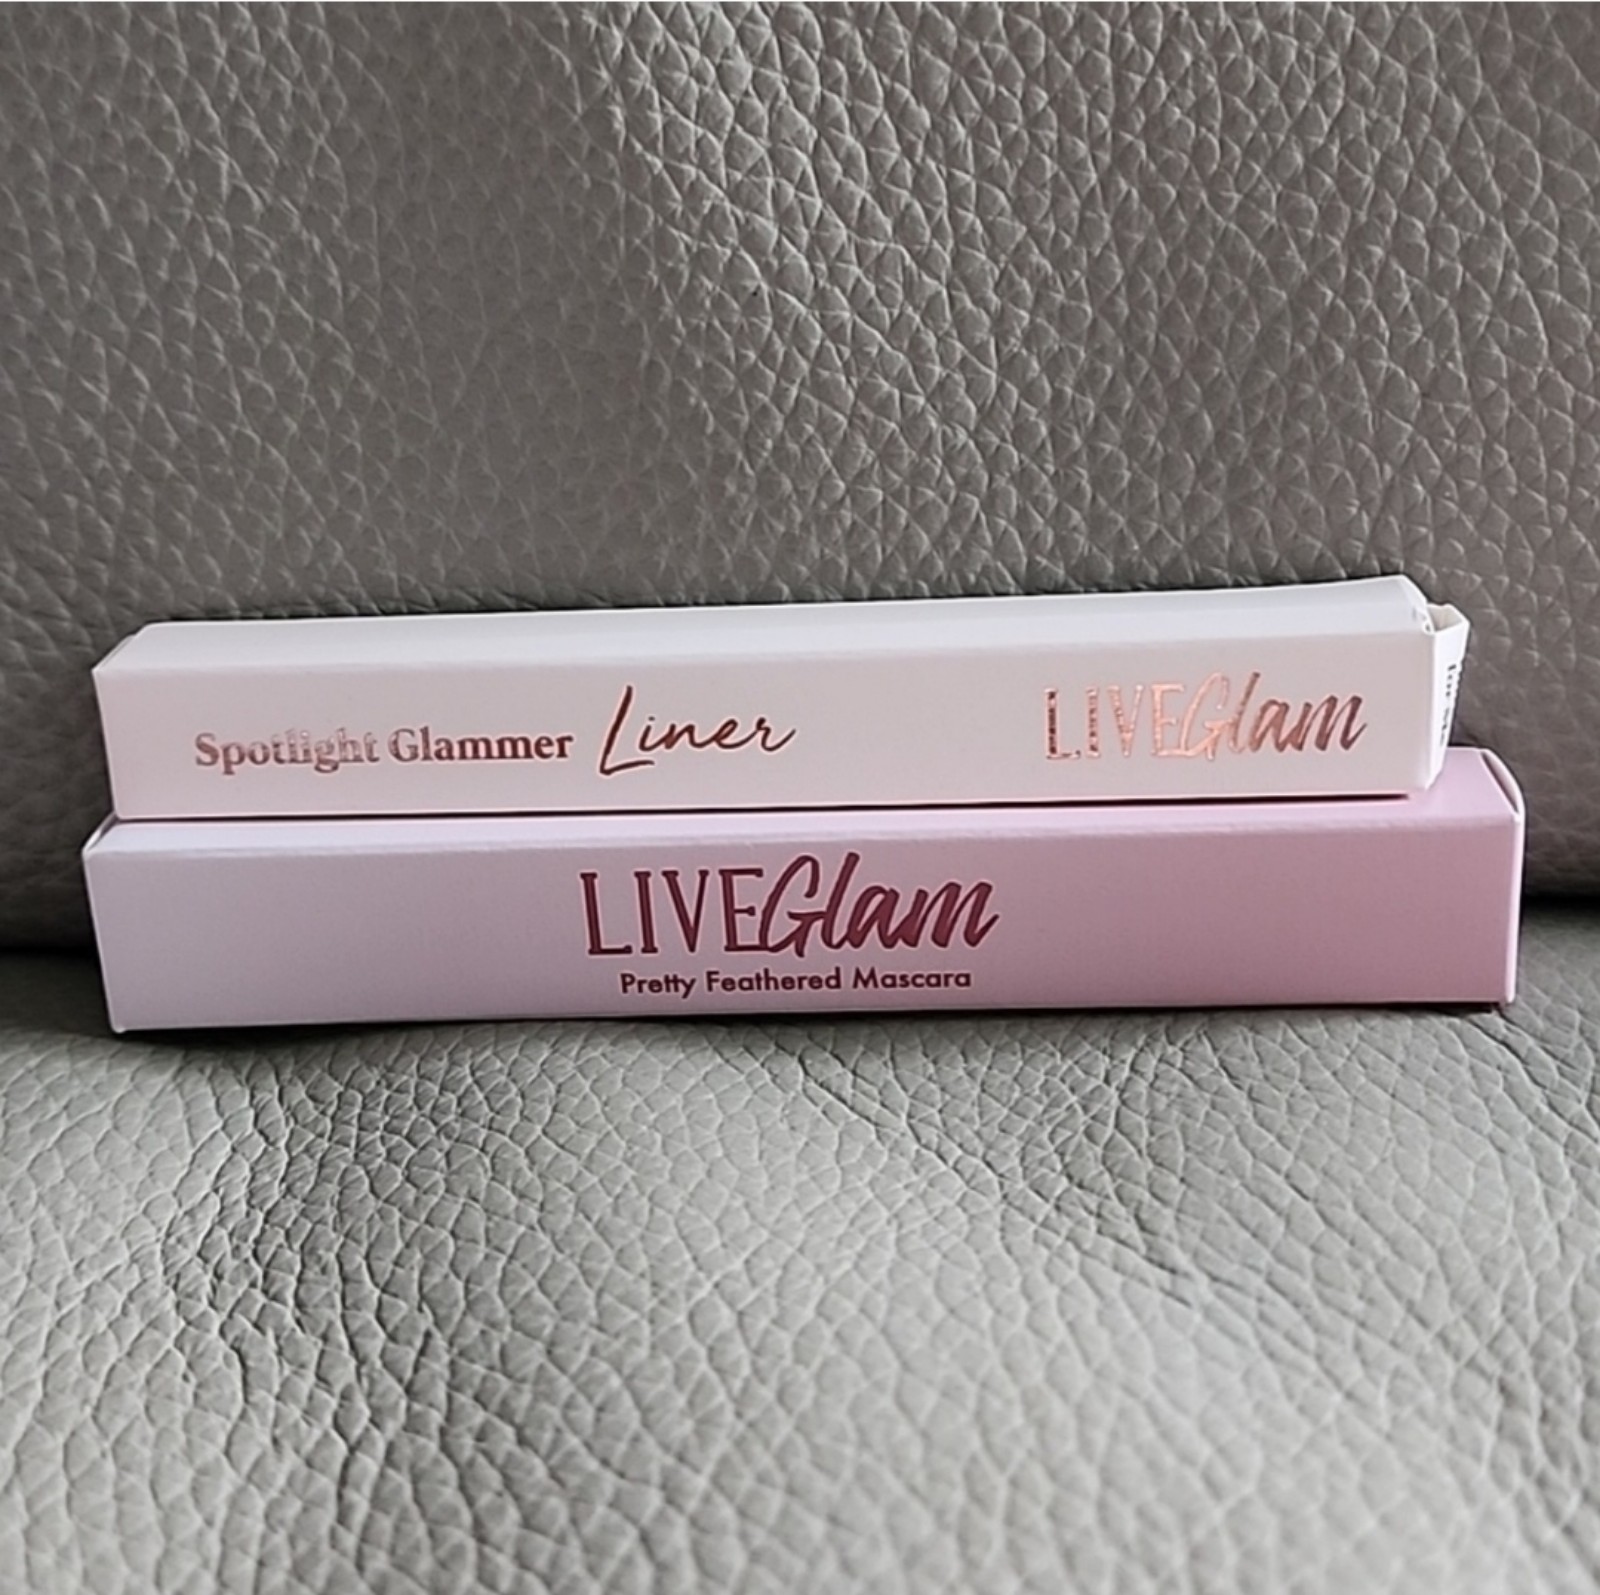 Spotlight Glammer Liner
LIVEGlam
LIVEGlam
Pretty Feathered Mascara